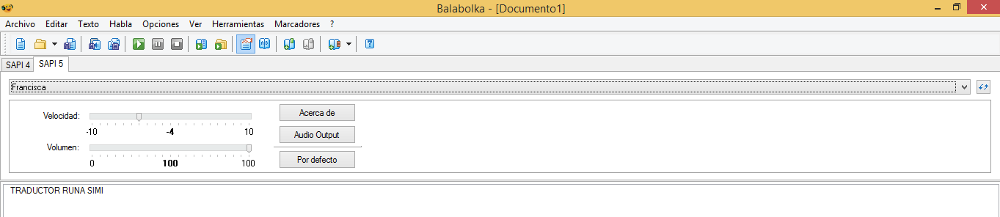 Balabolka - [Documento1]
Archivo Editar Texto Habla Opciones Ver Herramientas Marcadores ?
SAPI 4 SAPI 5
Francisca
Velocidad:
-10 -4 10
Volumen:
0 100 100
Acerca de
Audio Output
Por defecto
TRADUCTOR RUNA SIMI